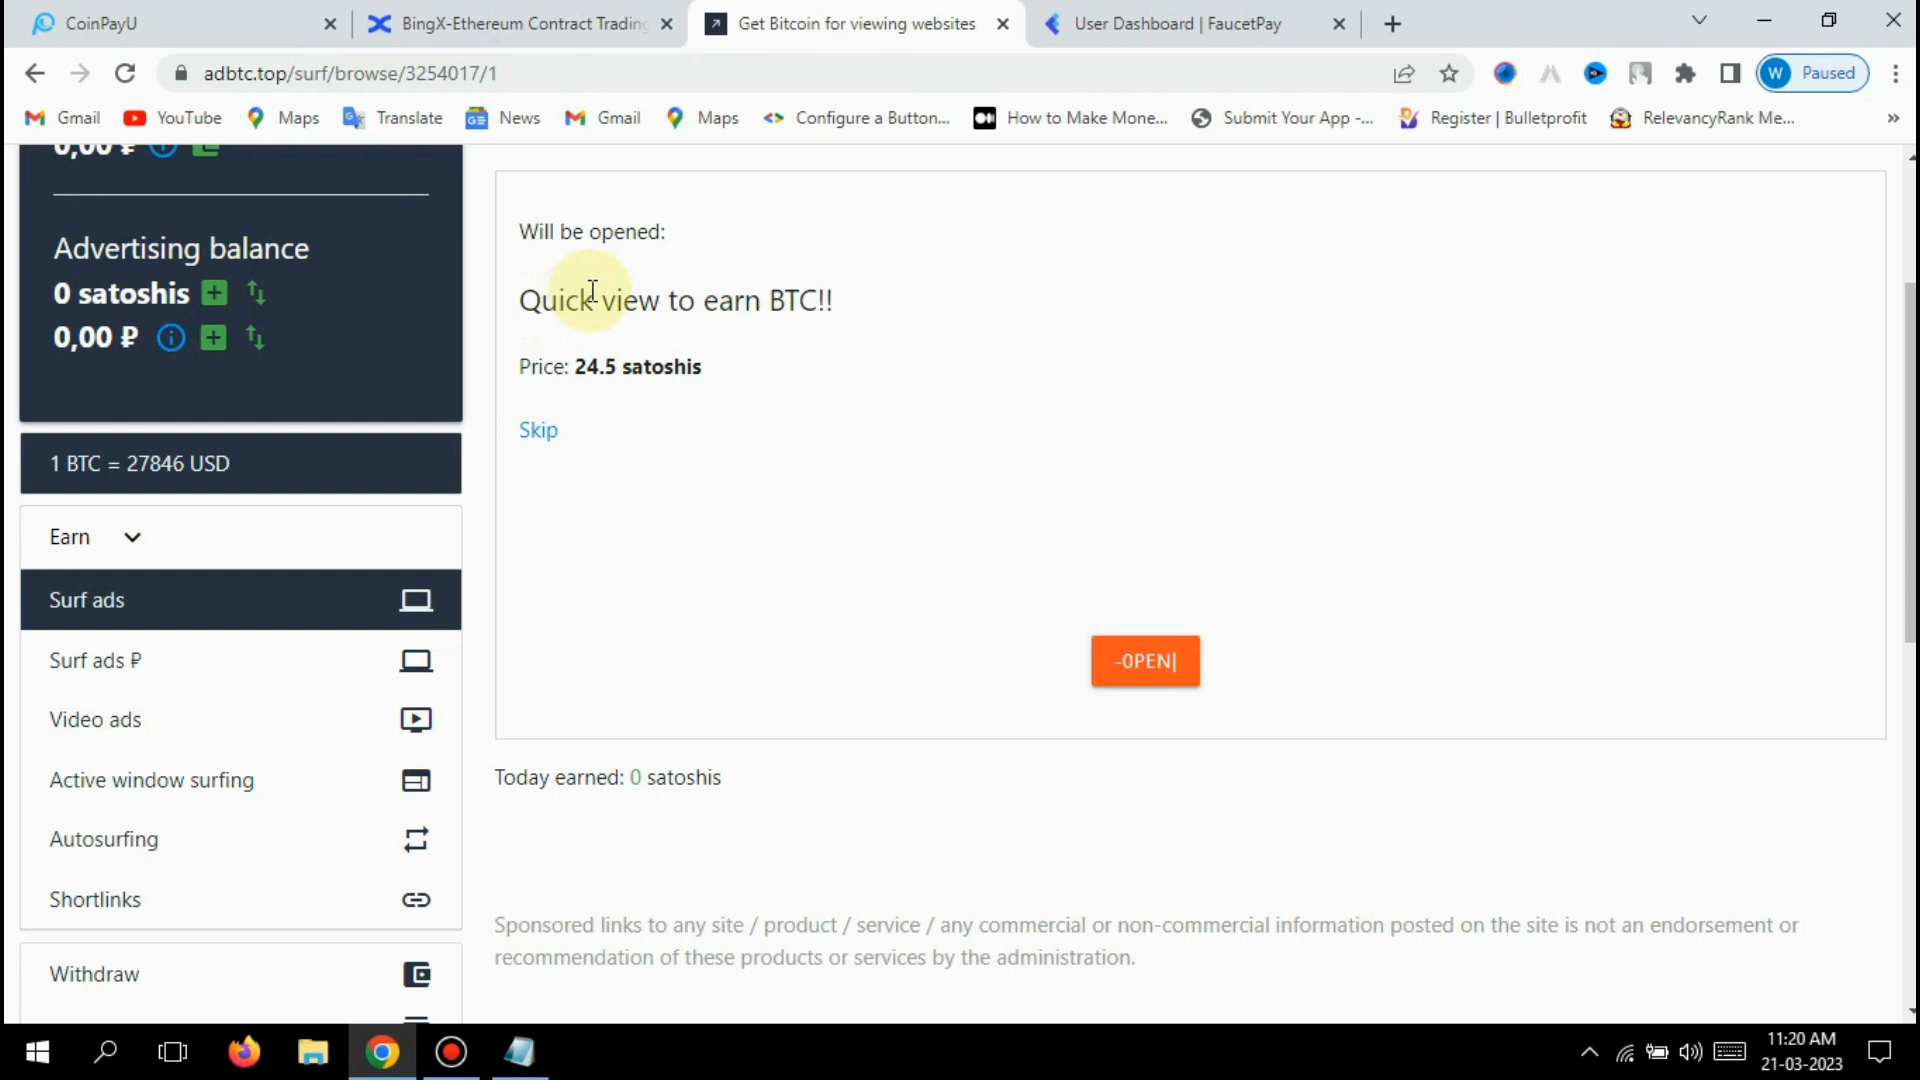 CoinPayU
BingX-Ethereum Contract Trading
Get Bitcoin for viewing websites
User Dashboard | FaucetPay
adbtc.top/surf/browse/3254017/1
W Paused
Gmail
YouTube
Maps
Translate
News
Gmail
Maps
Configure a Button...
How to Make Mone...
Submit Your App -...
Register | Bulletprofit
RelevancyRank Me...
0,00 ₽
Advertising balance
0 satoshis
0,00 ₽
1 BTC = 27846 USD
Earn
Surf ads
Surf ads ₽
Video ads
Active window surfing
Autosurfing
Shortlinks
Withdraw
Will be opened:
Quick view to earn BTC!!
Price: 24.5 satoshis
Skip
-0PEN|
Today earned: 0 satoshis
Sponsored links to any site / product / service / any commercial or non-commercial information posted on the site is not an endorsement or
recommendation of these products or services by the administration.
11:20 AM
21-03-2023